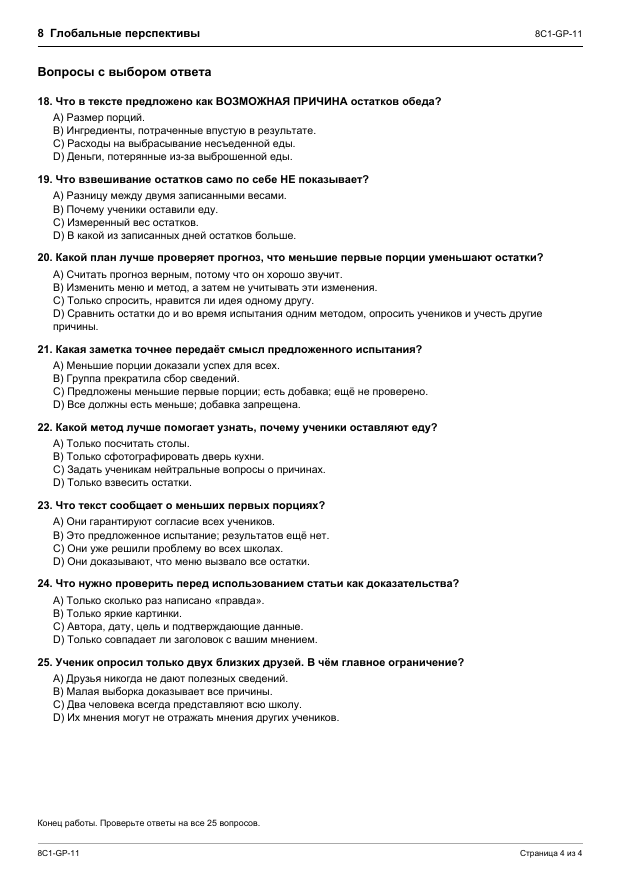 8 Глобальные перспективы
8C1-GP-11
Вопросы с выбором ответа
18. Что в тексте предложено как ВОЗМОЖНАЯ ПРИЧИНА остатков обеда?
A) Размер порций.
B) Ингредиенты, потраченные впустую в результате.
C) Расходы на выбрасывание несъеденной еды.
D) Деньги, потерянные из-за выброшенной еды.
19. Что взвешивание остатков само по себе НЕ показывает?
A) Разницу между двумя записанными весами.
B) Почему ученики оставили еду.
C) Измеренный вес остатков.
D) В какой из записанных дней остатков больше.
20. Какой план лучше проверяет прогноз, что меньшие первые порции уменьшают остатки?
A) Считать прогноз верным, потому что он хорошо звучит.
B) Изменить меню и метод, а затем не учитывать эти изменения.
C) Только спросить, нравится ли идея одному другу.
D) Сравнить остатки до и во время испытания одним методом, опросить учеников и учесть другие
причины.
21. Какая заметка точнее передаёт смысл предложенного испытания?
A) Меньшие порции доказали успех для всех.
B) Группа прекратила сбор сведений.
C) Предложены меньшие первые порции; есть добавка; ещё не проверено.
D) Все должны есть меньше; добавка запрещена.
22. Какой метод лучше помогает узнать, почему ученики оставляют еду?
A) Только посчитать столы.
B) Только сфотографировать дверь кухни.
C) Задать ученикам нейтральные вопросы о причинах.
D) Только взвесить остатки.
23. Что текст сообщает о меньших первых порциях?
A) Они гарантируют согласие всех учеников.
B) Это предложенное испытание; результатов ещё нет.
C) Они уже решили проблему во всех школах.
D) Они доказывают, что меню вызвало все остатки.
24. Что нужно проверить перед использованием статьи как доказательства?
A) Только сколько раз написано «правда».
B) Только яркие картинки.
C) Автора, дату, цель и подтверждающие данные.
D) Только совпадает ли заголовок с вашим мнением.
25. Ученик опросил только двух близких друзей. В чём главное ограничение?
A) Друзья никогда не дают полезных сведений.
B) Малая выборка доказывает все причины.
C) Два человека всегда представляют всю школу.
D) Их мнения могут не отражать мнения других учеников.
Конец работы. Проверьте ответы на все 25 вопросов.
8C1-GP-11
Страница 4 из 4